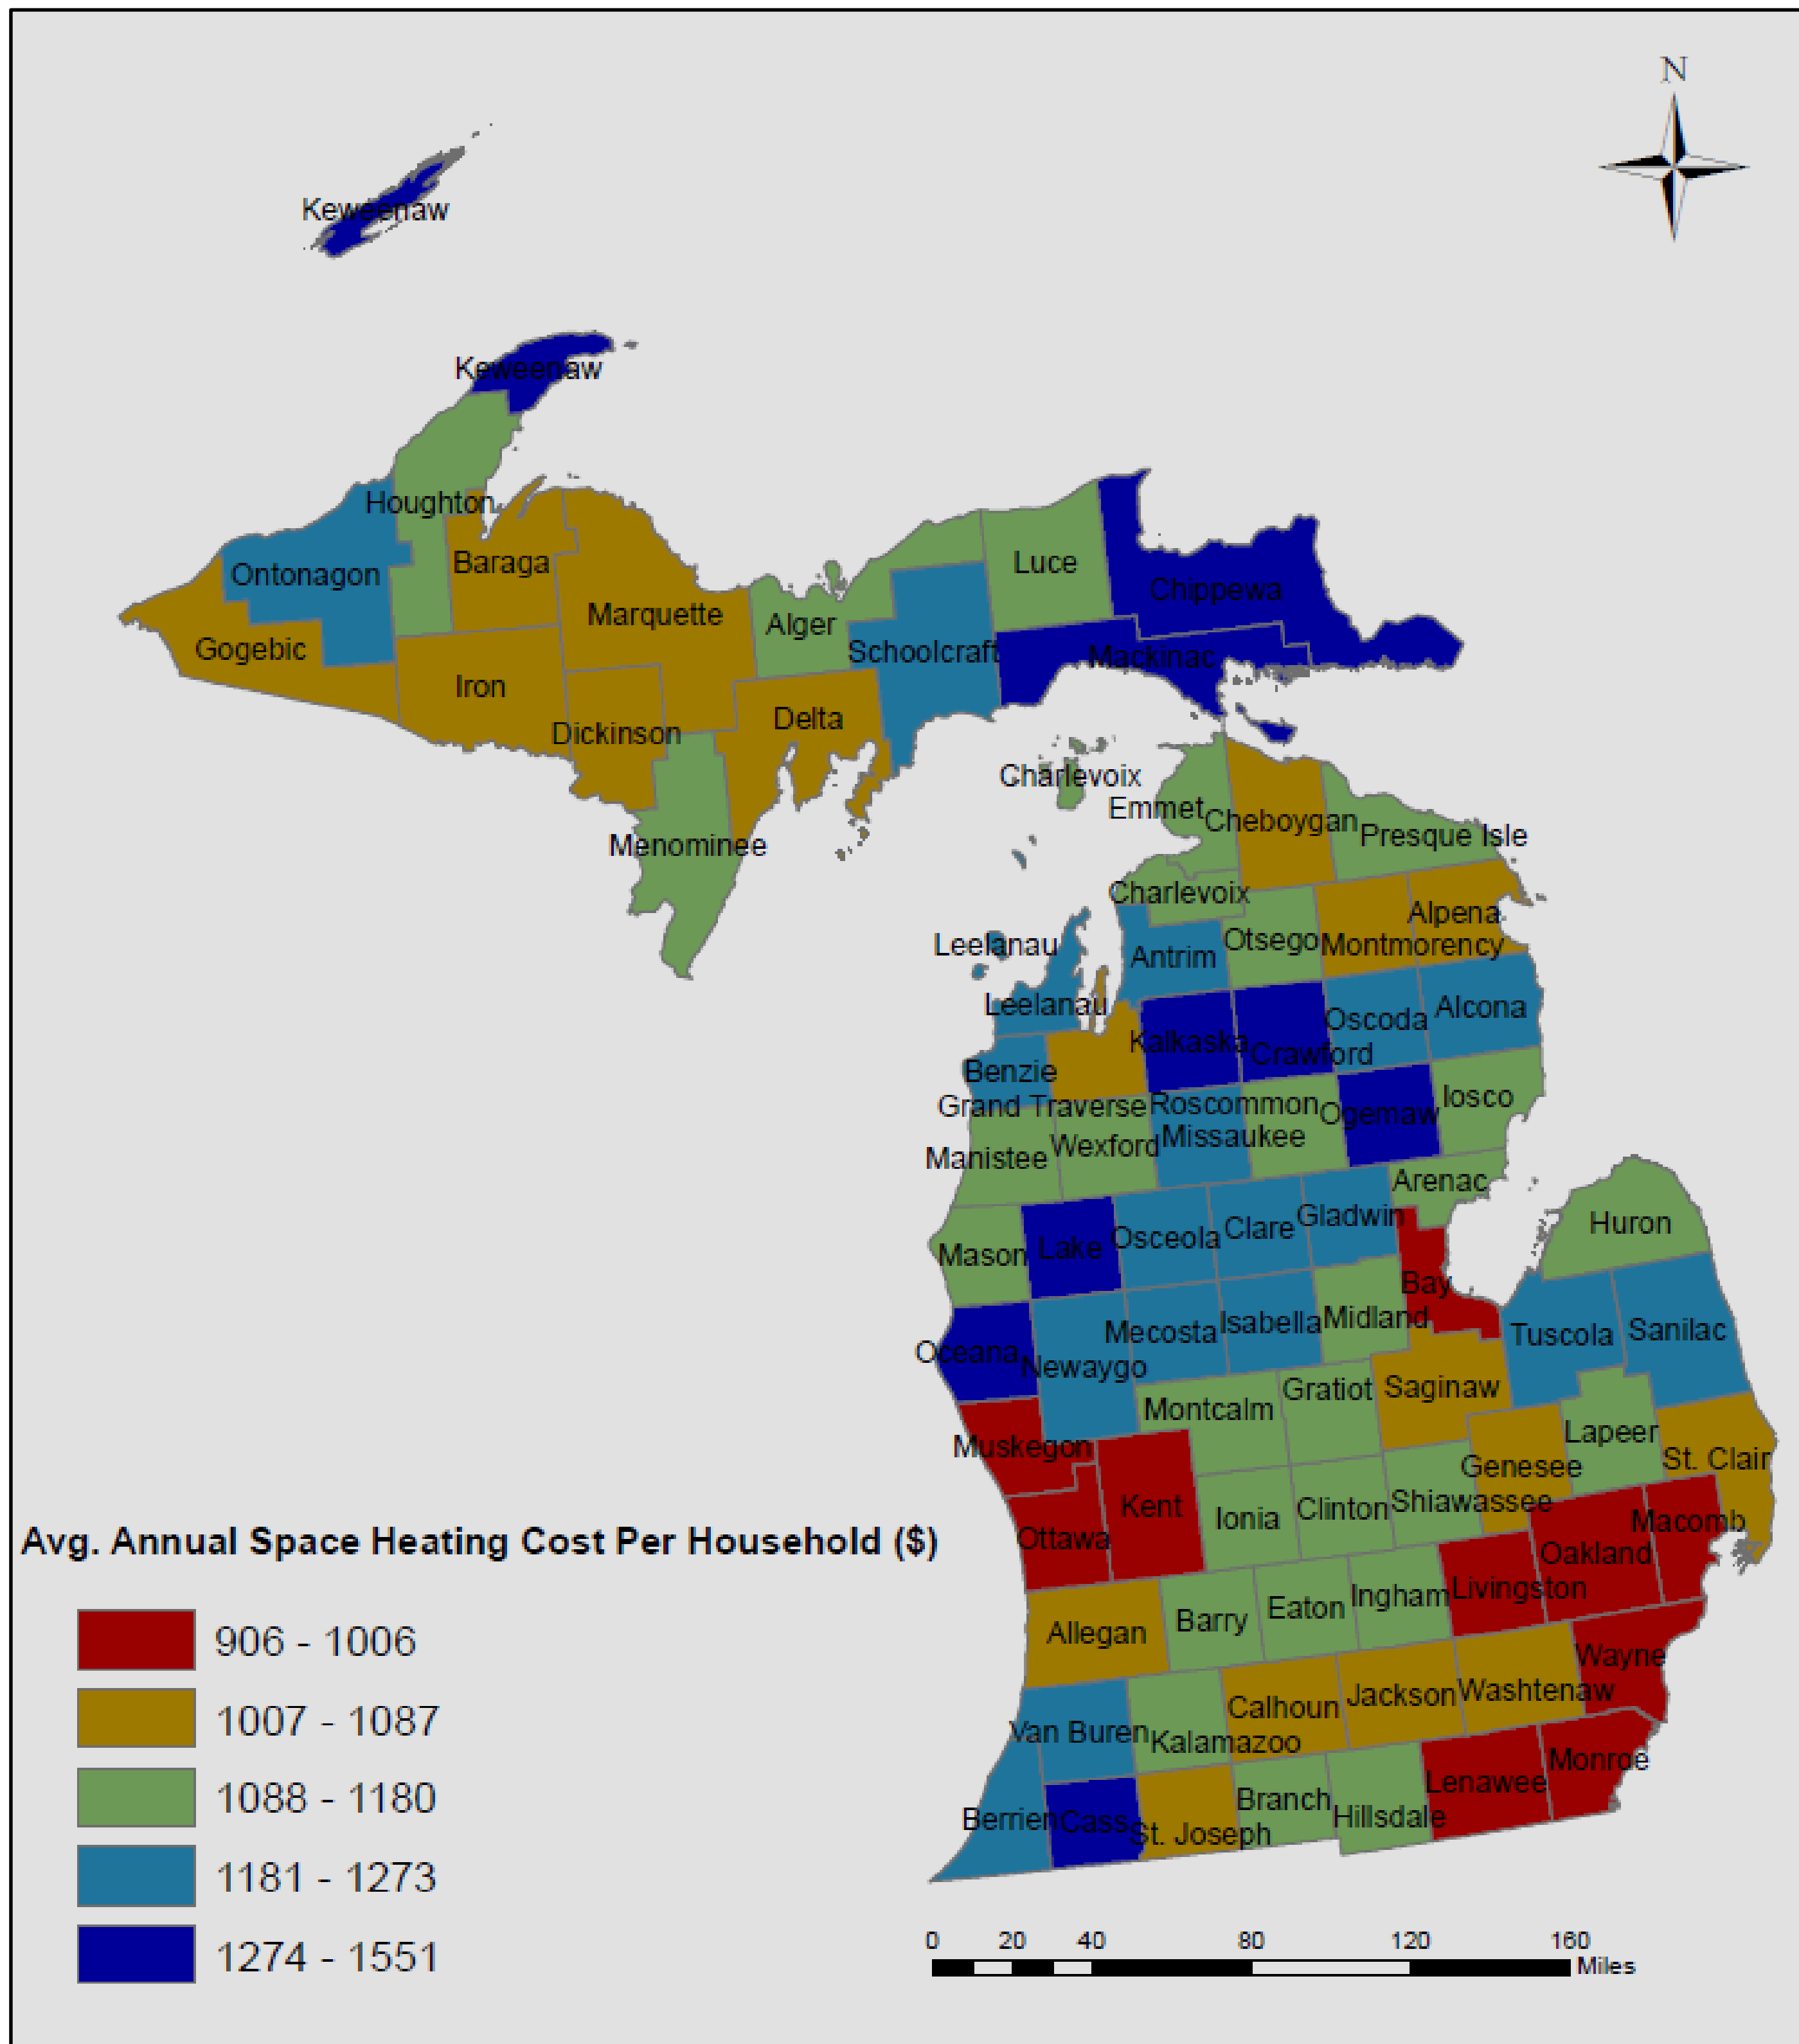 N
Keweenaw
Keweenaw
Houghton
Ontonagon
Baraga
Luce
Chippewa
Marquette
Alger
Gogebic
Schoolcraft
Mackinac
Iron
Dickinson
Delta
Charlevoix
Emmet
Cheboygan
Presque Isle
Menominee
Charlevoix
Alpena
Leelanau
Antrim
Otsego
Montmorency
Leelanau
Kalkaska
Crawford
Oscoda
Alcona
Benzie
Grand Traverse
Roscommon
Ogemaw
Iosco
Manistee
Wexford
Missaukee
Arenac
Mason
Lake
Osceola
Clare
Gladwin
Huron
Bay
Oceana
Newaygo
Mecosta
Isabella
Midland
Tuscola
Sanilac
Montcalm
Gratiot
Saginaw
Lapeer
St. Clair
Muskegon
Genesee
Kent
Ionia
Clinton
Shiawassee
Macomb
Ottawa
Oakland
Livingston
Allegan
Barry
Eaton
Ingham
Wayne
Van Buren
Kalamazoo
Calhoun
Jackson
Washtenaw
Monroe
Lenawee
Berrien
Cass
St. Joseph
Branch
Hillsdale
Avg. Annual Space Heating Cost Per Household ($)
906 - 1006
1007 - 1087
1088 - 1180
1181 - 1273
1274 - 1551
0 20 40 80 120 160
Miles